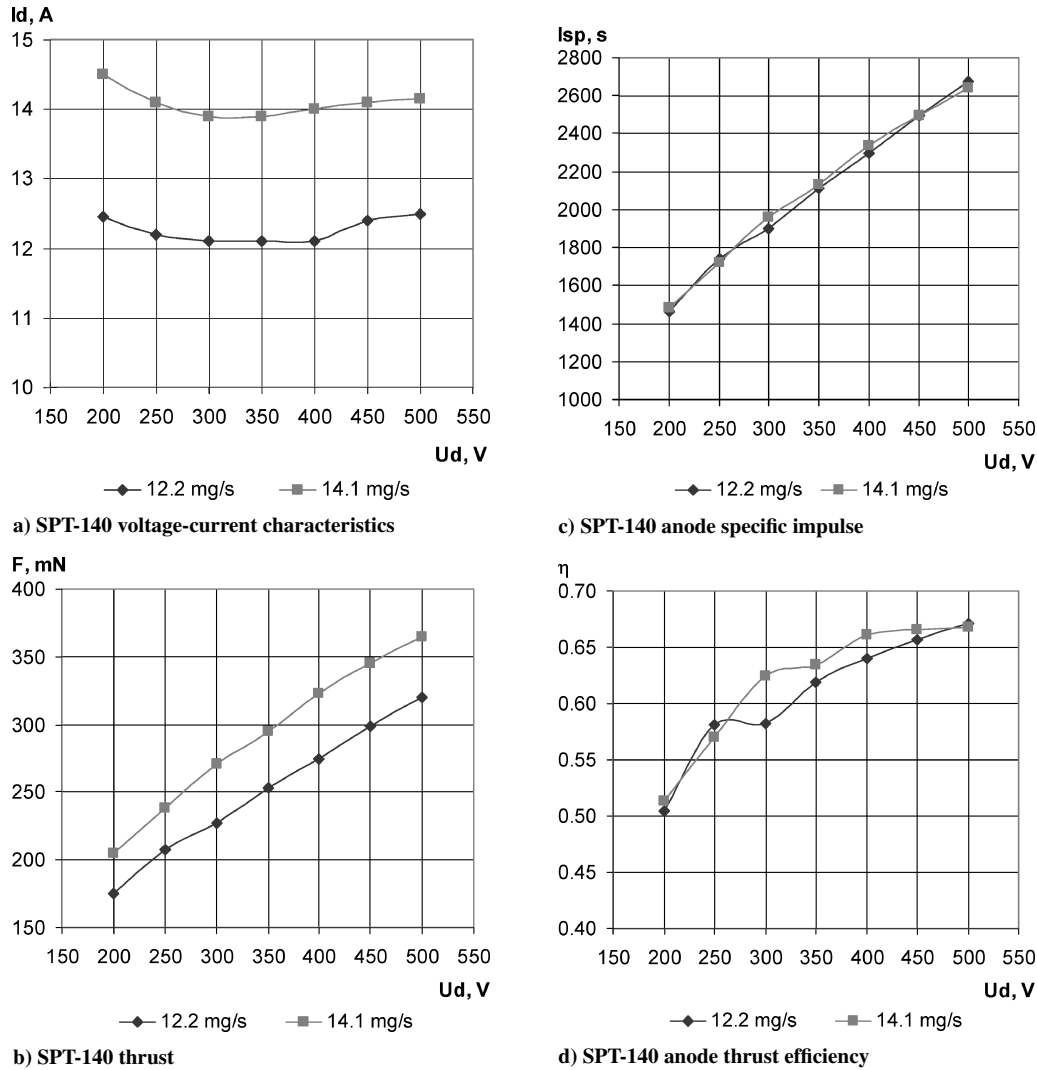 Id, A
15
14
13
12
11
10
150 200 250 300 350 400 450 500 550
Ud, V
12.2 mg/s 14.1 mg/s
a) SPT-140 voltage-current characteristics
Isp, s
2800
2600
2400
2200
2000
1800
1600
1400
1200
1000
150 200 250 300 350 400 450 500 550
Ud, V
12.2 mg/s 14.1 mg/s
c) SPT-140 anode specific impulse
F, mN
400
350
300
250
200
150
150 200 250 300 350 400 450 500 550
Ud, V
12.2 mg/s 14.1 mg/s
b) SPT-140 thrust
η
0.70
0.65
0.60
0.55
0.50
0.45
0.40
150 200 250 300 350 400 450 500 550
Ud, V
12.2 mg/s 14.1 mg/s
d) SPT-140 anode thrust efficiency